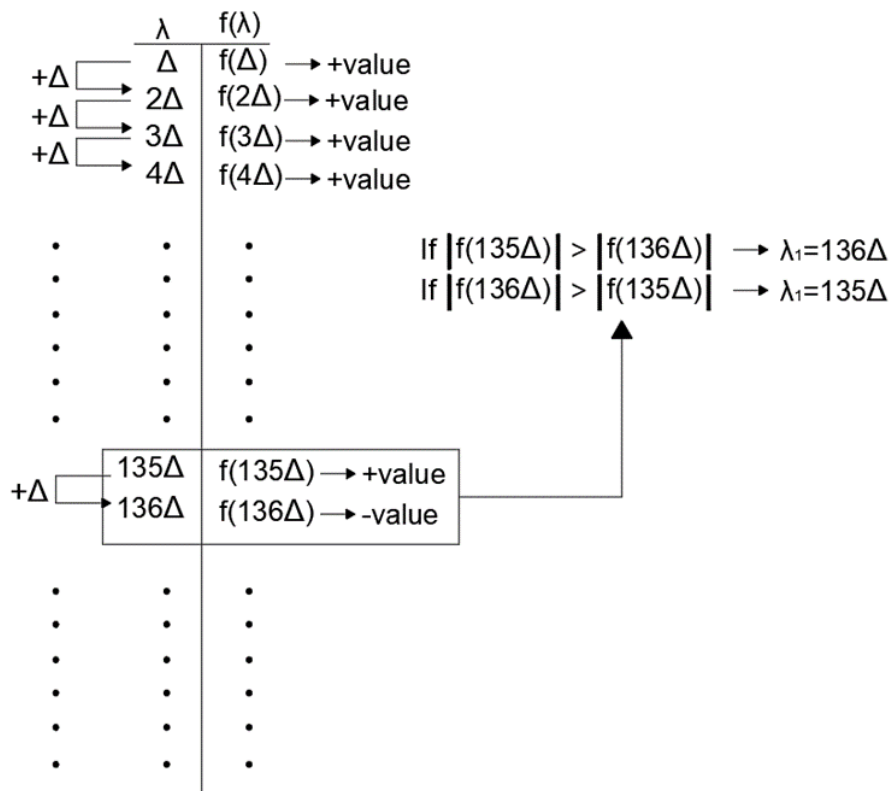 λ f(λ)
Δ f(Δ) → +value
+Δ
2Δ f(2Δ) → +value
+Δ
3Δ f(3Δ) → +value
+Δ
4Δ f(4Δ) → +value
If |f(135Δ)| > |f(136Δ)| → λ₁=136Δ
If |f(136Δ)| > |f(135Δ)| → λ₁=135Δ
135Δ f(135Δ) → +value
+Δ
136Δ f(136Δ) → -value